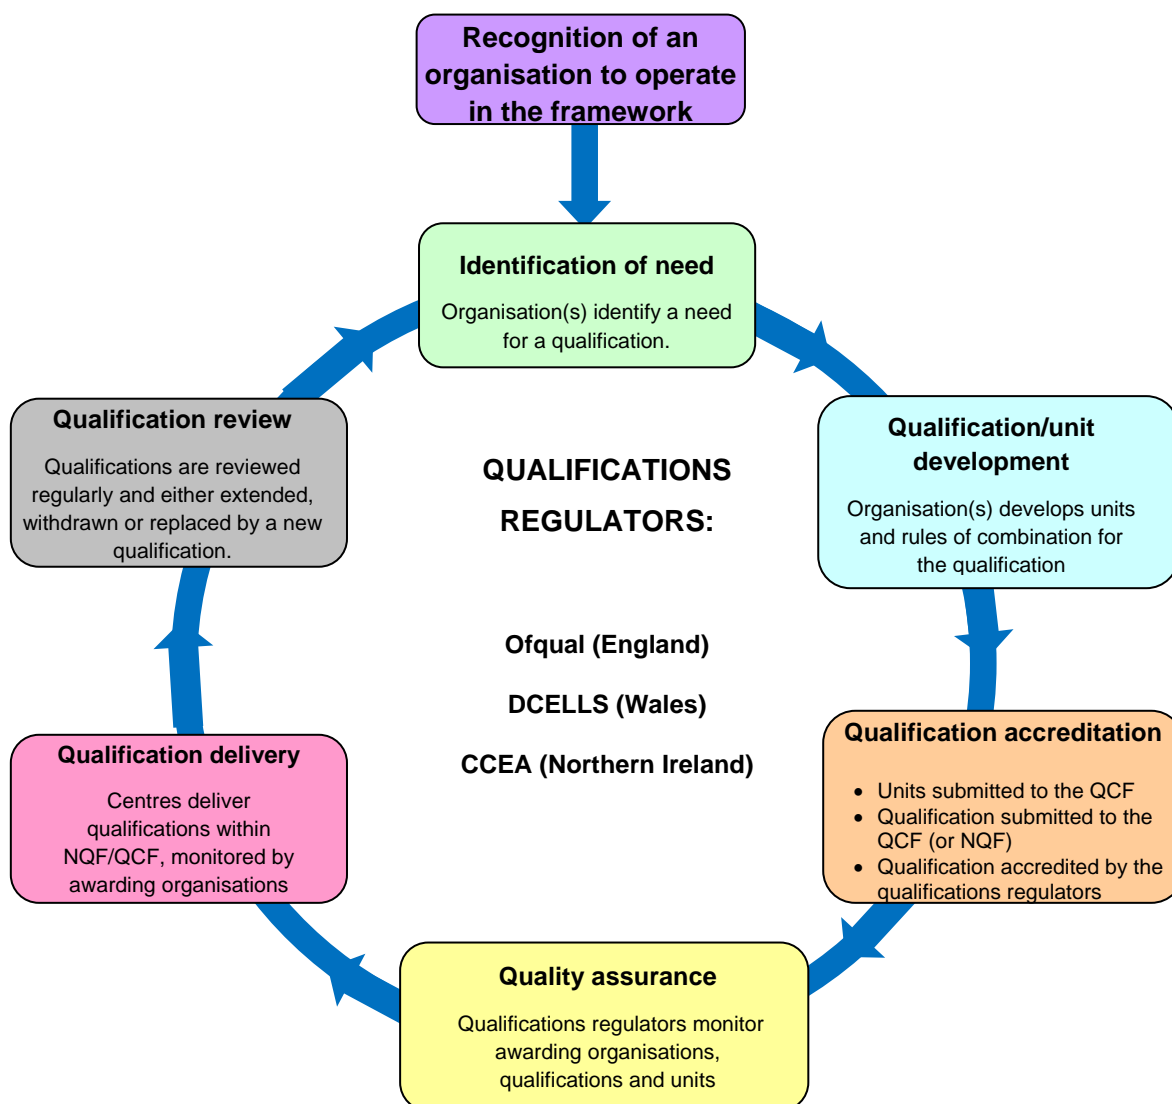 Recognition of an
organisation to operate
in the framework
Identification of need
Organisation(s) identify a need
for a qualification.
Qualification/unit
development
Organisation(s) develops units
and rules of combination for
the qualification
Qualification accreditation
• Units submitted to the QCF
• Qualification submitted to the
QCF (or NQF)
• Qualification accredited by the
qualifications regulators
Quality assurance
Qualifications regulators monitor
awarding organisations,
qualifications and units
Qualification delivery
Centres deliver
qualifications within
NQF/QCF, monitored by
awarding organisations
Qualification review
Qualifications are reviewed
regularly and either extended,
withdrawn or replaced by a new
qualification.
QUALIFICATIONS
REGULATORS:
Ofqual (England)
DCELLS (Wales)
CCEA (Northern Ireland)